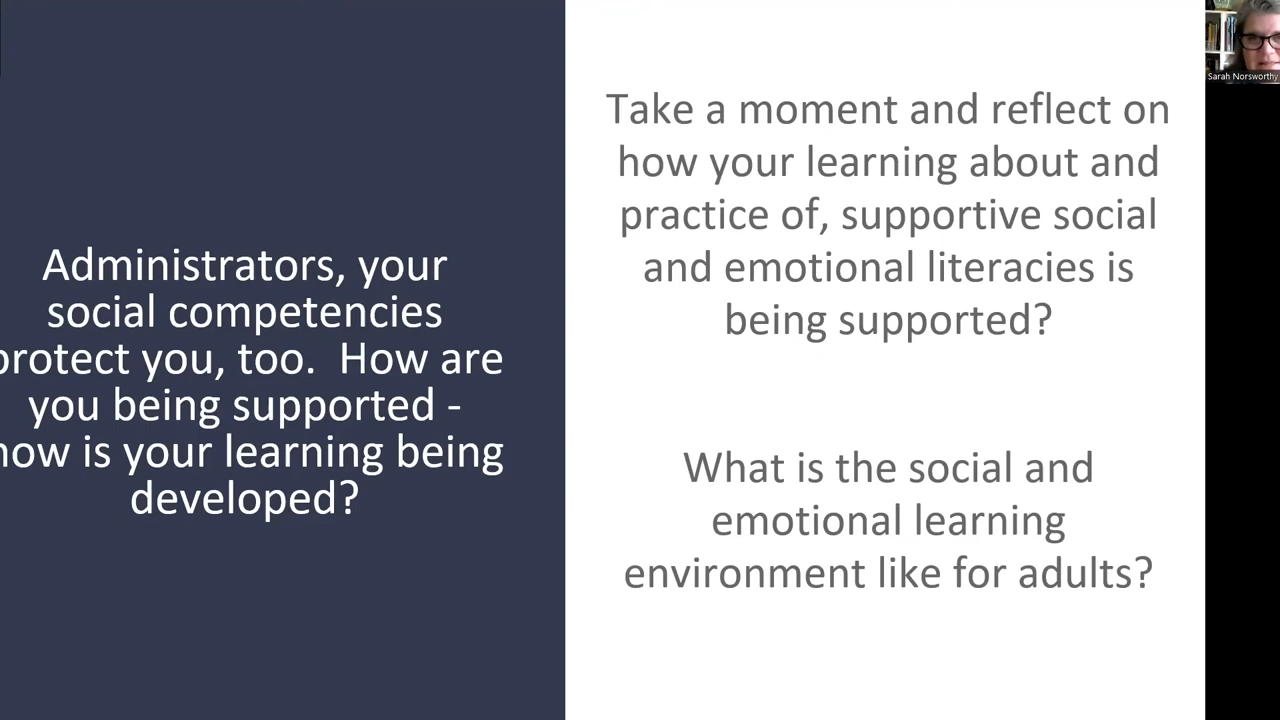 Administrators, your
social competencies
protect you, too.  How are
you being supported -
how is your learning being
developed?
Take a moment and reflect on
how your learning about and
practice of, supportive social
and emotional literacies is
being supported?
What is the social and
emotional learning
environment like for adults?
Sarah Norsworthy